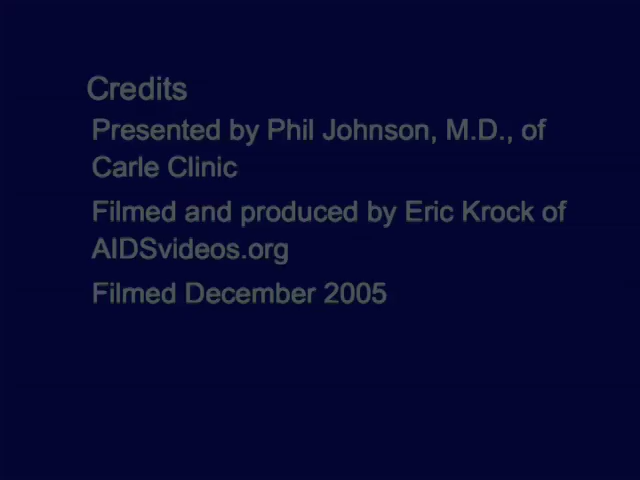 Credits
Presented by Phil Johnson, M.D., of
Carle Clinic
Filmed and produced by Eric Krock of
AIDSvideos.org
Filmed December 2005